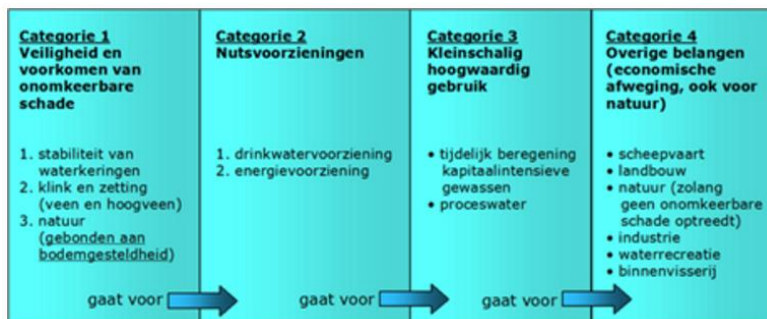 Categorie 1
Veiligheid en
voorkomen van
onomkeerbare
schade
1. stabiliteit van
waterkeringen
2. klink en zetting
(veen en hoogveen)
3. natuur
(gebonden aan
bodemgesteldheid)
gaat voor
Categorie 2
Nutsvoorzieningen
1. drinkwatervoorziening
2. energievoorziening
gaat voor
Categorie 3
Kleinschalig
hoogwaardig
gebruik
• tijdelijk beregening
kapitaalintensieve
gewassen
• proceswater
gaat voor
Categorie 4
Overige belangen
(economische
afweging, ook voor
natuur)
• scheepvaart
• landbouw
• natuur (zolang
geen onomkeerbare
schade optreedt)
• industrie
• waterrecreatie
• binnenvisserij